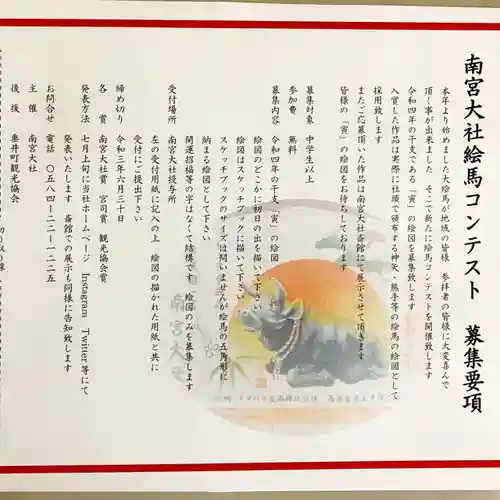 南宮大社絵馬コンテスト 募集要項
本年より始めました大絵馬が地域の皆様 参拝者の皆様に大変喜んで
頂く事が出来ました そこで新たに絵馬コンテストを開催致します
令和四年の干支である「寅」の絵図を募集致します
入賞した作品は実際に社頭で頒布する神矢・熊手等の絵馬の絵図として
採用致します
またご応募頂いた作品は南宮大社斎館にて展示させて頂きます
皆様の「寅」の絵図をお待ちしております
募集対象 中学生以上
参加費 無料
募集内容 令和四年の干支(寅)の絵図
絵図のどこかに初日の出を描いて下さい
絵図はスケッチブックに描いて下さい
スケッチブックのサイズは問いませんが絵馬の五角形に
納まる絵図として下さい
開運招福等の字はなくて結構です 絵図のみを募集します
受付場所 南宮大社授与所
左の受付用紙に記入の上 絵図の描かれた用紙と共に
受付にご提出下さい
締め切り 令和三年六月三十日
各賞 南宮大社賞 宮司賞 観光協会賞
発表方法 七月上旬に当社ホームページ Instagram Twitter等にて
発表いたします 斎館での展示も同様に告知致します
お問合せ 電話 〇五八四-二二-一二二五
主催 南宮大社
後援 垂井町観光協会